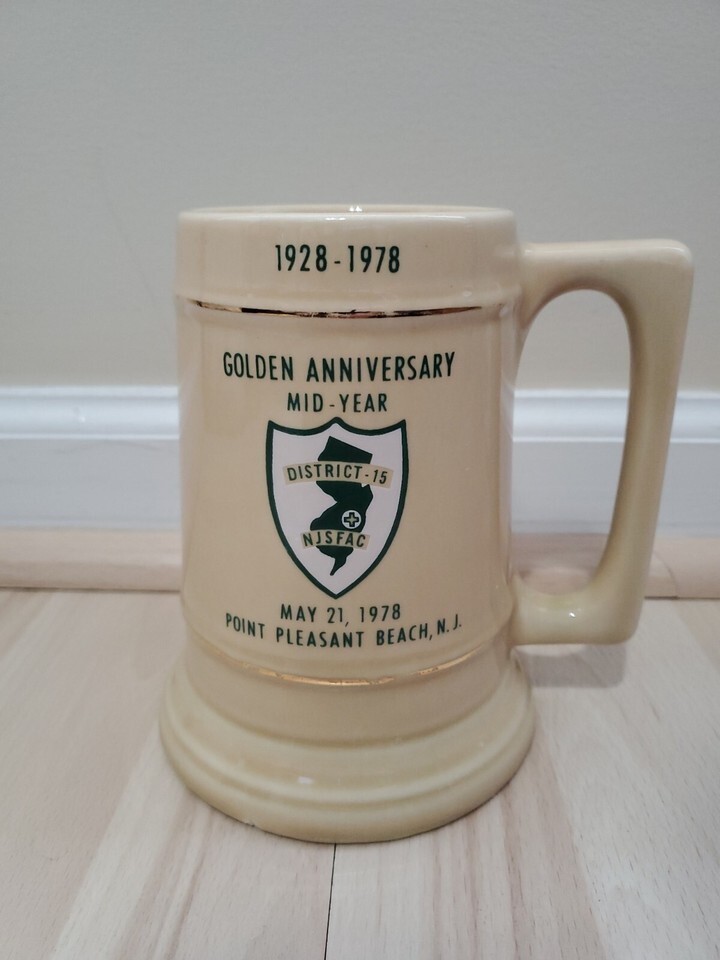 1928-1978
GOLDEN ANNIVERSARY
MID-YEAR
DISTRICT-15
NJSFAC
MAY 21, 1978
POINT PLEASANT BEACH, N.J.